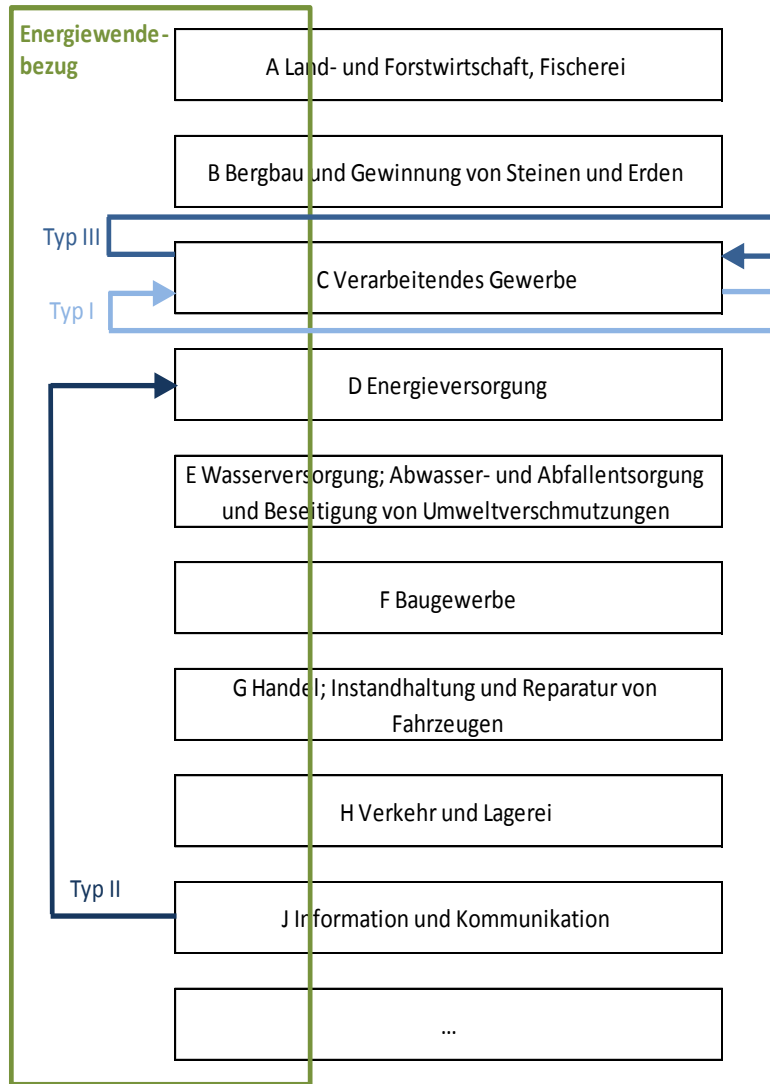 Energiewende-
bezug
A Land- und Forstwirtschaft, Fischerei
B Bergbau und Gewinnung von Steinen und Erden
Typ III
C Verarbeitendes Gewerbe
Typ I
D Energieversorgung
E Wasserversorgung; Abwasser- und Abfallentsorgung
und Beseitigung von Umweltverschmutzungen
F Baugewerbe
G Handel; Instandhaltung und Reparatur von
Fahrzeugen
H Verkehr und Lagerei
Typ II
J Information und Kommunikation
...